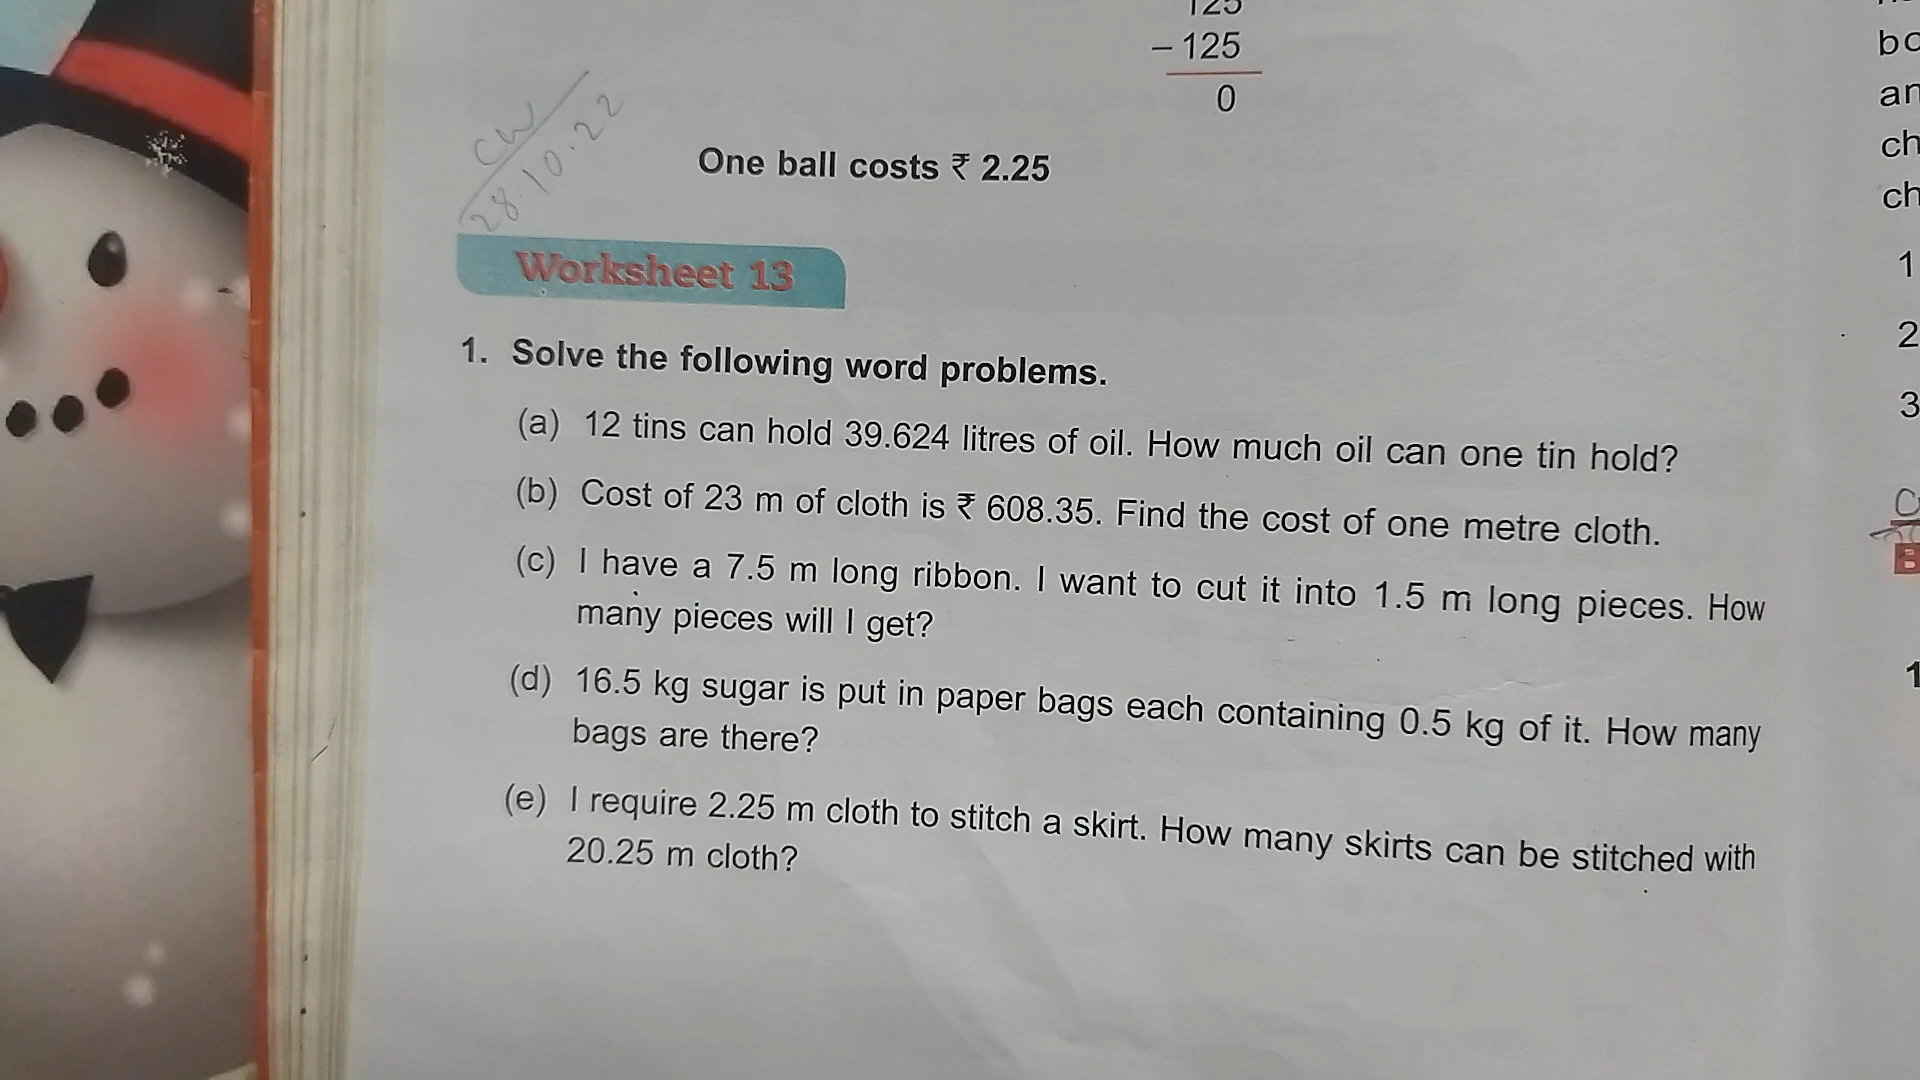 125
– 125
0
CW
28.10.22
One ball costs ₹ 2.25
Worksheet 13
1. Solve the following word problems.
(a) 12 tins can hold 39.624 litres of oil. How much oil can one tin hold?
(b) Cost of 23 m of cloth is ₹ 608.35. Find the cost of one metre cloth.
(c) I have a 7.5 m long ribbon. I want to cut it into 1.5 m long pieces. How
many pieces will I get?
(d) 16.5 kg sugar is put in paper bags each containing 0.5 kg of it. How many
bags are there?
(e) I require 2.25 m cloth to stitch a skirt. How many skirts can be stitched with
20.25 m cloth?
bo
an
ch
ch
1
2
3
B
1